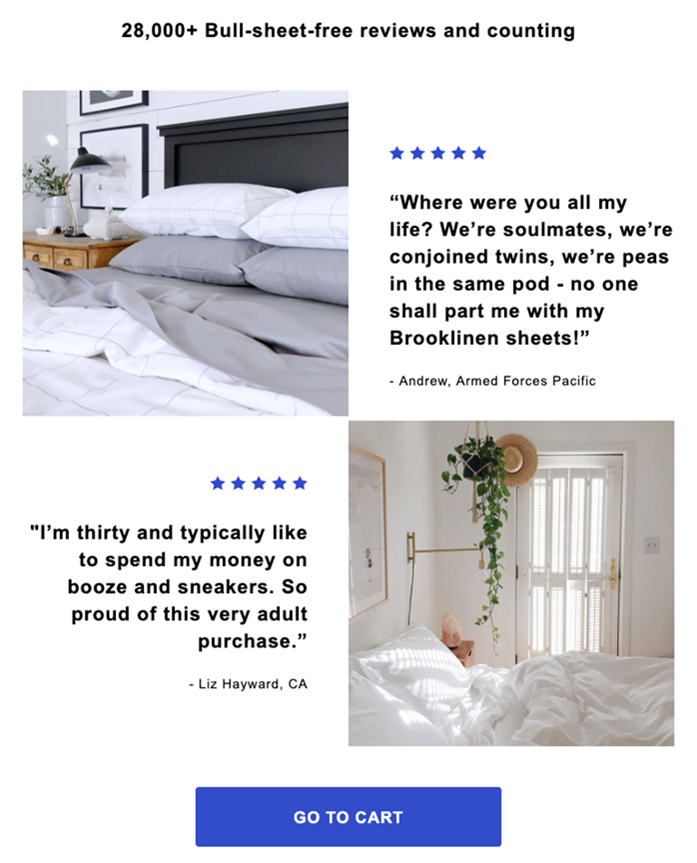 28,000+ Bull-sheet-free reviews and counting
“Where were you all my
life? We’re soulmates, we’re
conjoined twins, we’re peas
in the same pod - no one
shall part me with my
Brooklinen sheets!”
- Andrew, Armed Forces Pacific
"I’m thirty and typically like
to spend my money on
booze and sneakers. So
proud of this very adult
purchase.”
- Liz Hayward, CA
GO TO CART